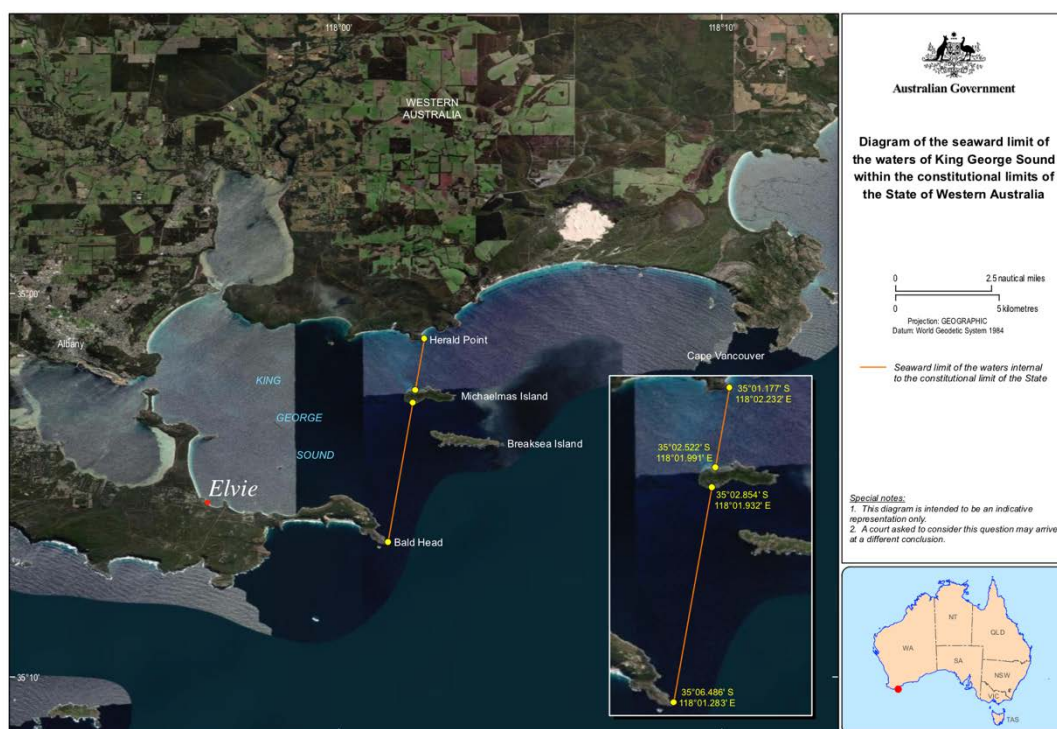 118°00'
118°10'
WESTERN
AUSTRALIA
35°00'
Albany
Herald Point
Cape Vancouver
KING
Michaelmas Island
GEORGE
Breaksea Island
SOUND
Elvie
Bald Head
35°10'
35°01.177' S
118°02.232' E
35°02.522' S
118°01.991' E
35°02.854' S
118°01.932' E
35°06.486' S
118°01.283' E
Australian Government
Diagram of the seaward limit of
the waters of King George Sound
within the constitutional limits of
the State of Western Australia
0 2.5 nautical miles
0 5 kilometres
Projection: GEOGRAPHIC
Datum: World Geodetic System 1984
Seaward limit of the waters internal
to the constitutional limit of the State
Special notes:
1. This diagram is intended to be an indicative
representation only.
2. A court asked to consider this question may arrive
at a different conclusion.
NT
QLD
WA
SA
NSW
VIC
TAS